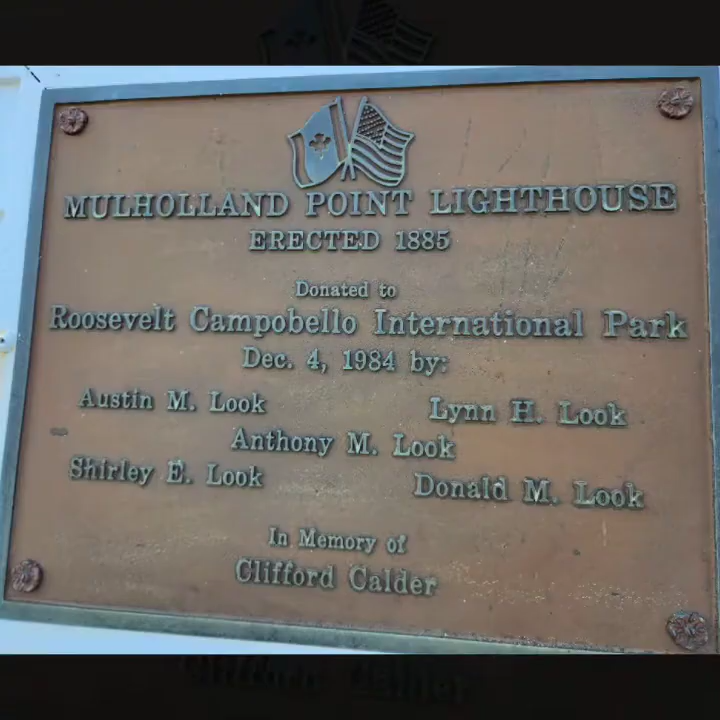 MULHOLLAND POINT LIGHTHOUSE
ERECTED 1885
Donated to
Roosevelt Campobello International Park
Dec. 4, 1984 by:
Austin M. Look Lynn H. Look
Anthony M. Look
Shirley E. Look Donald M. Look
In Memory of
Clifford Calder